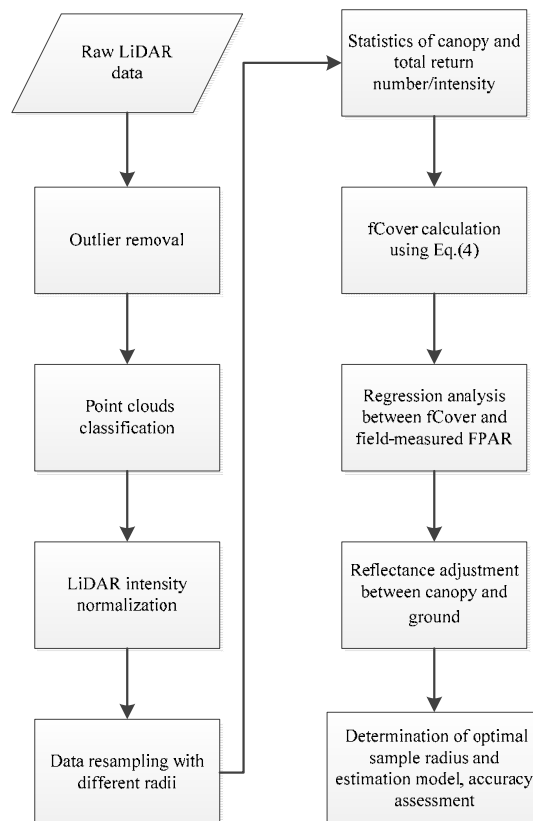 Raw LiDAR
data
Outlier removal
Point clouds
classification
LiDAR intensity
normalization
Data resampling with
different radii
Statistics of canopy and
total return
number/intensity
fCover calculation
using Eq.(4)
Regression analysis
between fCover and
field-measured FPAR
Reflectance adjustment
between canopy and
ground
Determination of optimal
sample radius and
estimation model, accuracy
assessment